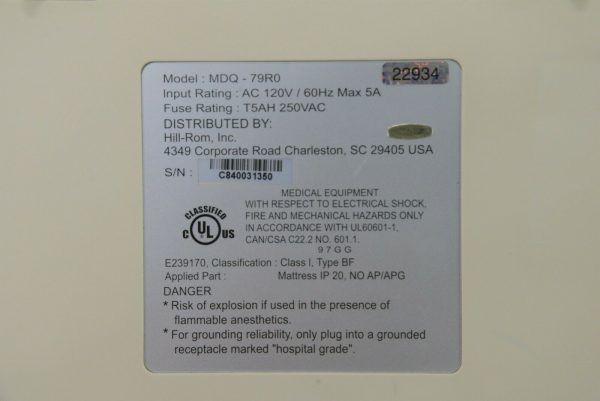 Model : MDQ - 79R0
22934
Input Rating : AC 120V / 60Hz Max 5A
Fuse Rating : T5AH 250VAC
DISTRIBUTED BY:
Hill-Rom, Inc.
4349 Corporate Road Charleston, SC 29405 USA
S/N :
C840031350
MEDICAL EQUIPMENT
WITH RESPECT TO ELECTRICAL SHOCK,
FIRE AND MECHANICAL HAZARDS ONLY
IN ACCORDANCE WITH UL60601-1,
CAN/CSA C22.2 NO. 601.1.
97GG
CLASSIFIED
C UL US
E239170, Classification : Class I, Type BF
Applied Part : Mattress IP 20, NO AP/APG
DANGER
* Risk of explosion if used in the presence of
flammable anesthetics.
* For grounding reliability, only plug into a grounded
receptacle marked "hospital grade".